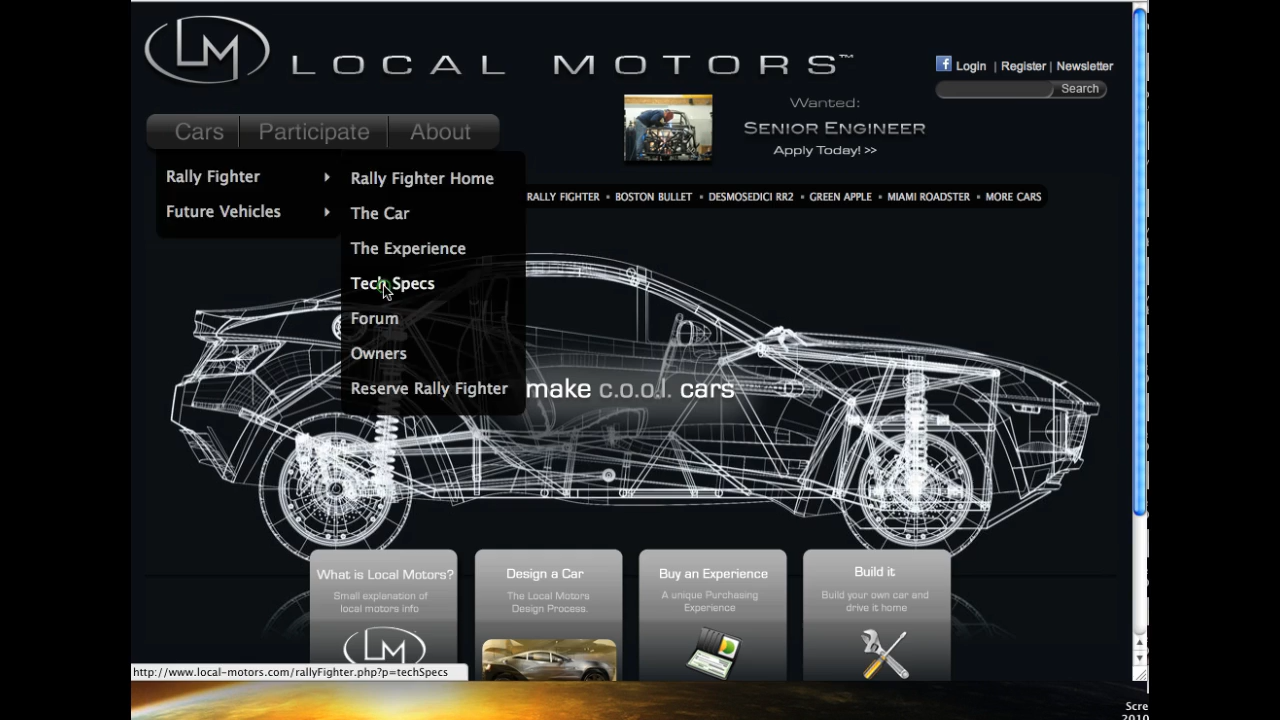 LM LOCAL MOTORS™
Login | Register | Newsletter
Search
Wanted:
SENIOR ENGINEER
Apply Today! >>
Cars Participate About
Rally Fighter
Future Vehicles
Rally Fighter Home
The Car
The Experience
Tech Specs
Forum
Owners
Reserve Rally Fighter
RALLY FIGHTER ▪ BOSTON BULLET ▪ DESMOSEDICI RR2 ▪ GREEN APPLE ▪ MIAMI ROADSTER ▪ MORE CARS
make c.o.o.l. cars
What is Local Motors?
Small explanation of
local motors info
LM
Design a Car
The Local Motors
Design Process.
Buy an Experience
A unique Purchasing
Experience
Build it
Build your own car and
drive it home
http://www.local-motors.com/rallyFighter.php?p=techSpecs
Scre
2010